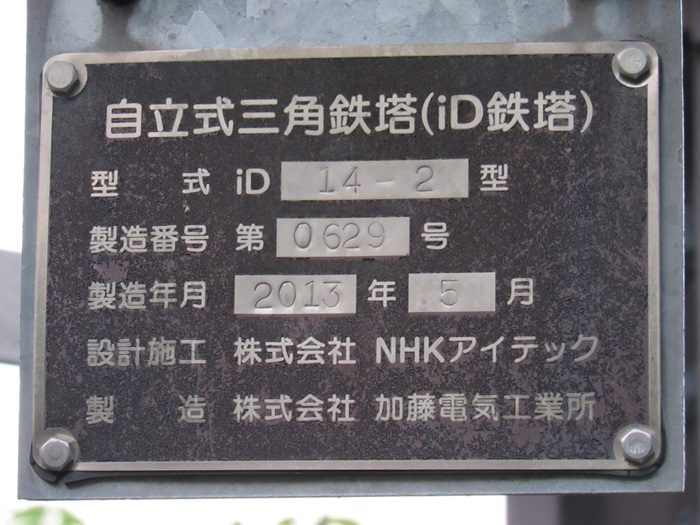 自立式三角鉄塔(iD鉄塔)
型 式 iD 14-2 型
製造番号 第 0629 号
製造年月 2013 年 5 月
設計施工 株式会社 NHKアイテック
製 造 株式会社 加藤電気工業所